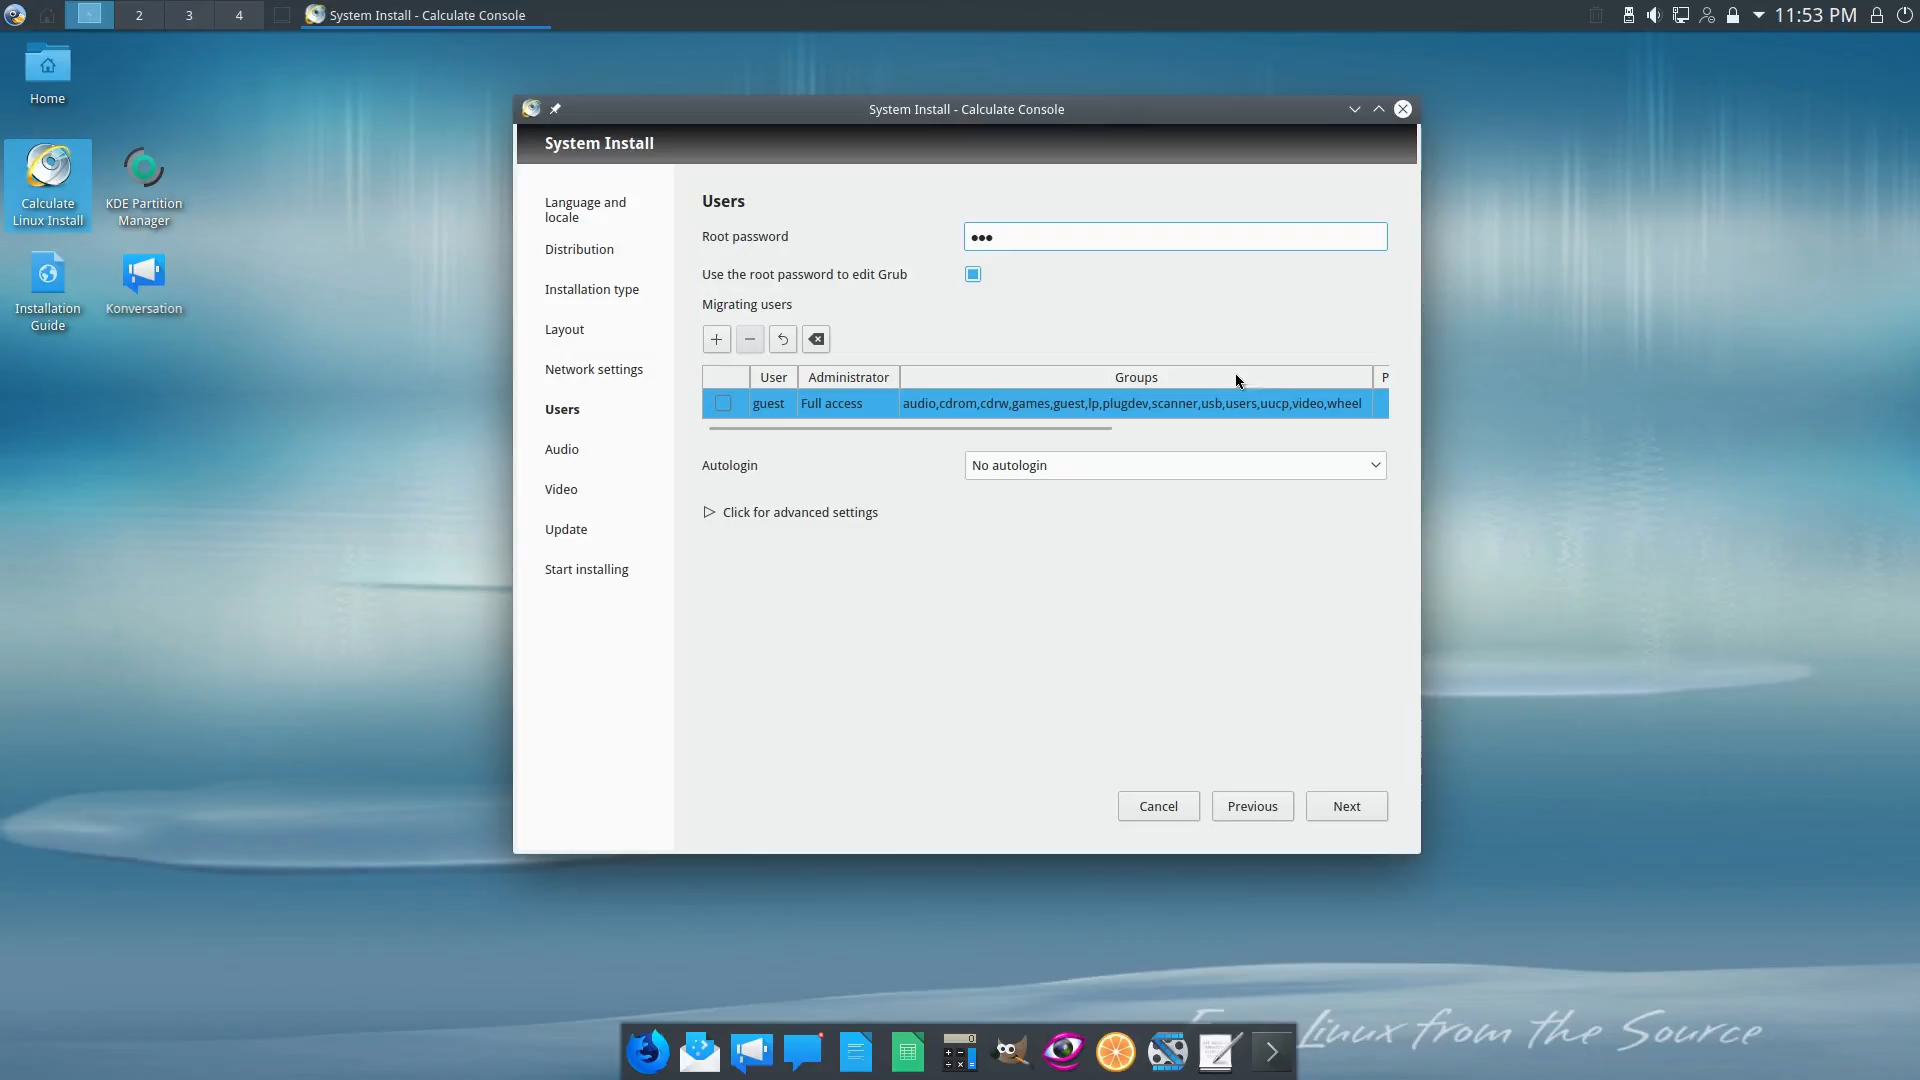 2
3
4
System Install - Calculate Console
11:53 PM
Home
Calculate
Linux Install
KDE Partition
Manager
Installation
Guide
Konversation
System Install - Calculate Console
System Install
Language and
locale
Distribution
Installation type
Layout
Network settings
Users
Audio
Video
Update
Start installing
Users
Root password
Use the root password to edit Grub
Migrating users
User Administrator Groups P
guest Full access audio,cdrom,cdrw,games,guest,lp,plugdev,scanner,usb,users,uucp,video,wheel
Autologin No autologin
Click for advanced settings
Cancel Previous Next
Linux from the Source